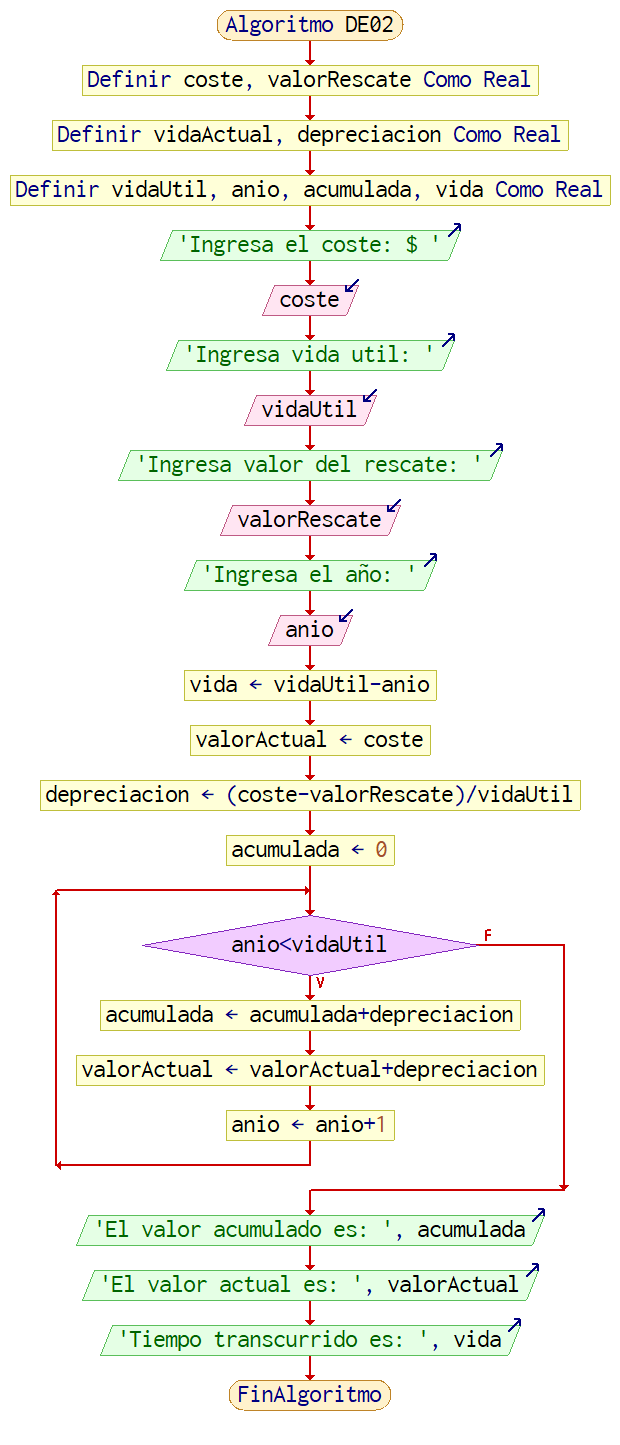 Algoritmo DE02
Definir coste, valorRescate Como Real
Definir vidaActual, depreciacion Como Real
Definir vidaUtil, anio, acumulada, vida Como Real
'Ingresa el coste: $ '
coste
'Ingresa vida util: '
vidaUtil
'Ingresa valor del rescate: '
valorRescate
'Ingresa el año: '
anio
vida ← vidaUtil-anio
valorActual ← coste
depreciacion ← (coste-valorRescate)/vidaUtil
acumulada ← 0
anio<vidaUtil
F
V
acumulada ← acumulada+depreciacion
valorActual ← valorActual+depreciacion
anio ← anio+1
'El valor acumulado es: ', acumulada
'El valor actual es: ', valorActual
'Tiempo transcurrido es: ', vida
FinAlgoritmo